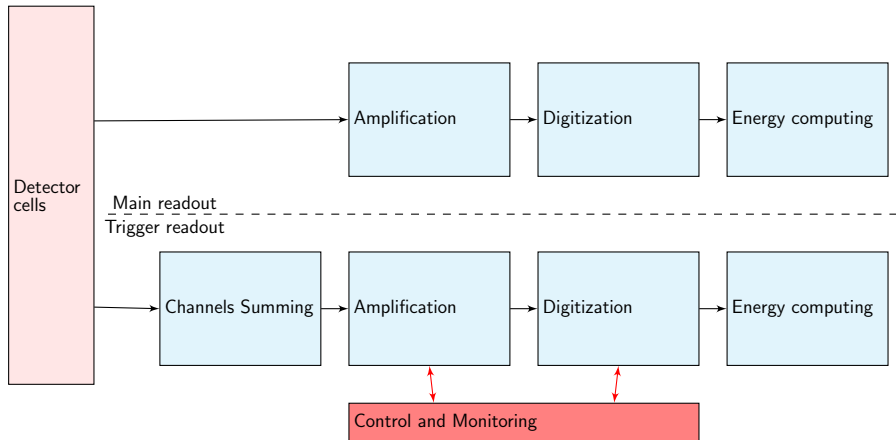 Amplification
Digitization
Energy computing
Detector
cells
Main readout
Trigger readout
Channels Summing
Amplification
Digitization
Energy computing
Control and Monitoring